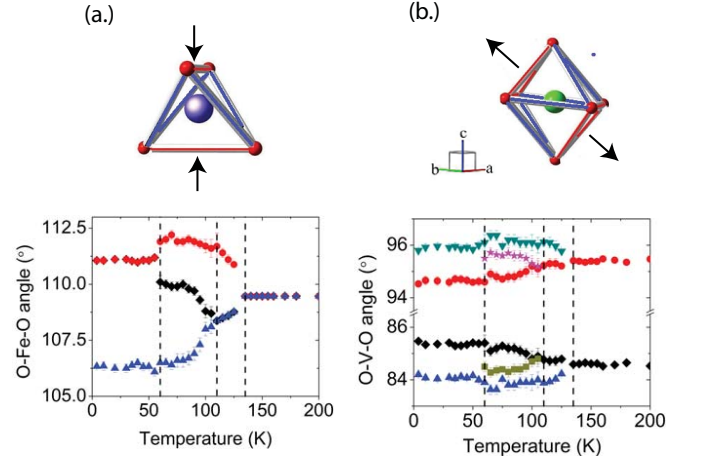 (a.)
(b.)
c
b
a
112.5
110.0
107.5
105.0
O-Fe-O angle (°)
0 50 100 150 200
Temperature (K)
96
94
86
84
O-V-O angle (°)
0 50 100 150 200
Temperature (K)